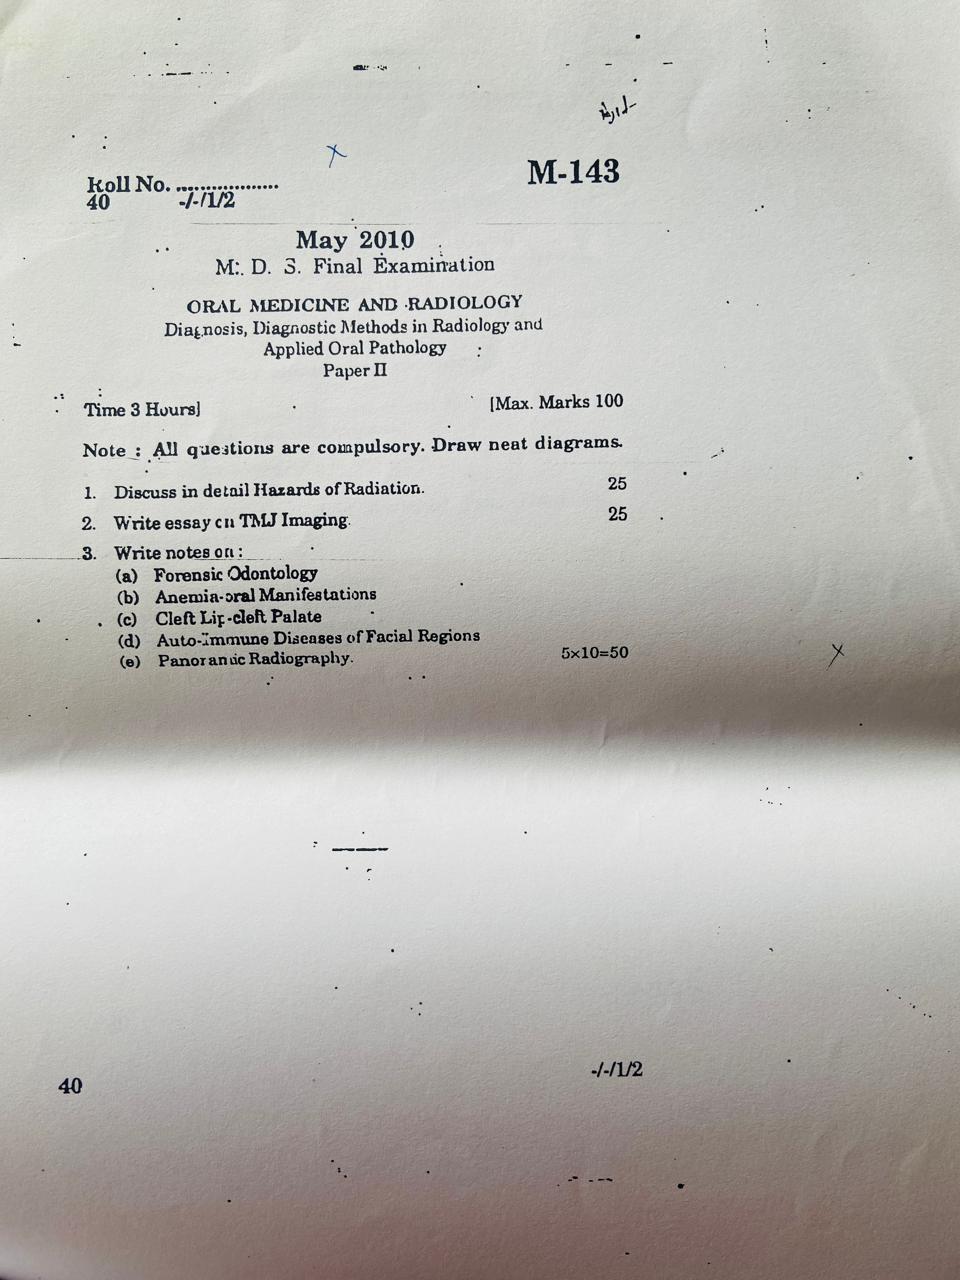 Roll No. ...................
40 -/-/1/2
M-143
May 2010
M. D. S. Final Examination
ORAL MEDICINE AND RADIOLOGY
Diagnosis, Diagnostic Methods in Radiology and
Applied Oral Pathology
Paper II
Time 3 Hours] [Max. Marks 100
Note : All questions are compulsory. Draw neat diagrams.
1. Discuss in detail Hazards of Radiation. 25
2. Write essay on TMJ Imaging. 25
3. Write notes on :
(a) Forensic Odontology
(b) Anemia-oral Manifestations
(c) Cleft Lip-cleft Palate
(d) Auto-Immune Diseases of Facial Regions
(e) Panoramic Radiography. 5×10=50
40 -/-/1/2